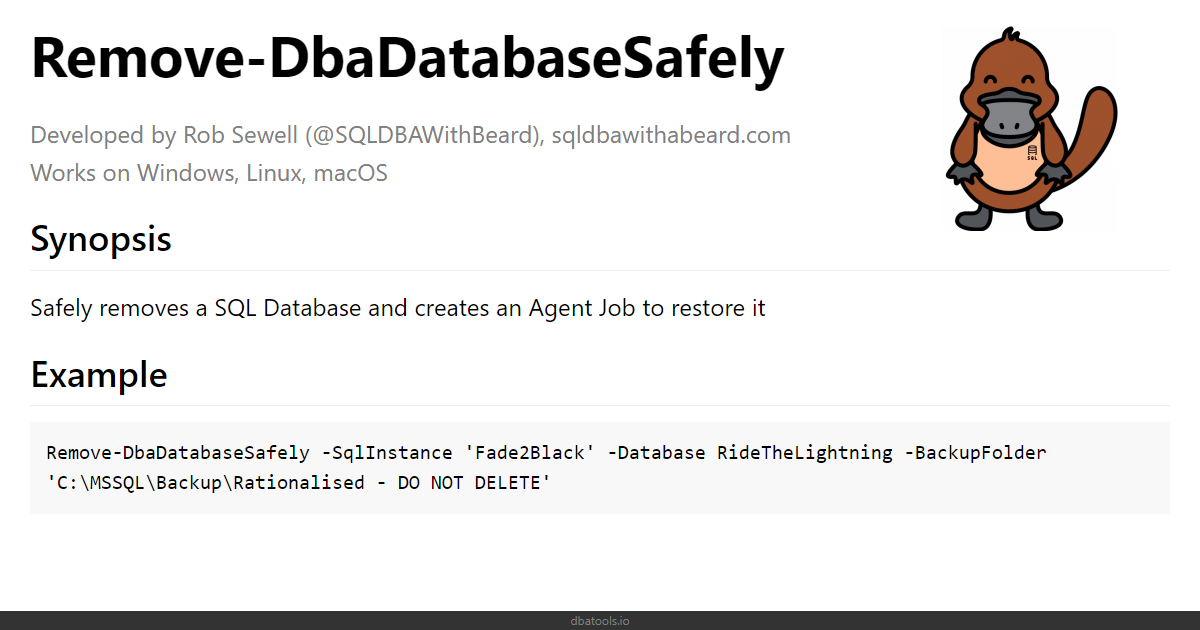 Remove-DbaDatabaseSafely
Developed by Rob Sewell (@SQLDBAWithBeard), sqldbawithabeard.com
Works on Windows, Linux, macOS
SQL
Synopsis
Safely removes a SQL Database and creates an Agent Job to restore it
Example
Remove-DbaDatabaseSafely -SqlInstance 'Fade2Black' -Database RideTheLightning -BackupFolder
'C:\MSSQL\Backup\Rationalised - DO NOT DELETE'
dbatools.io